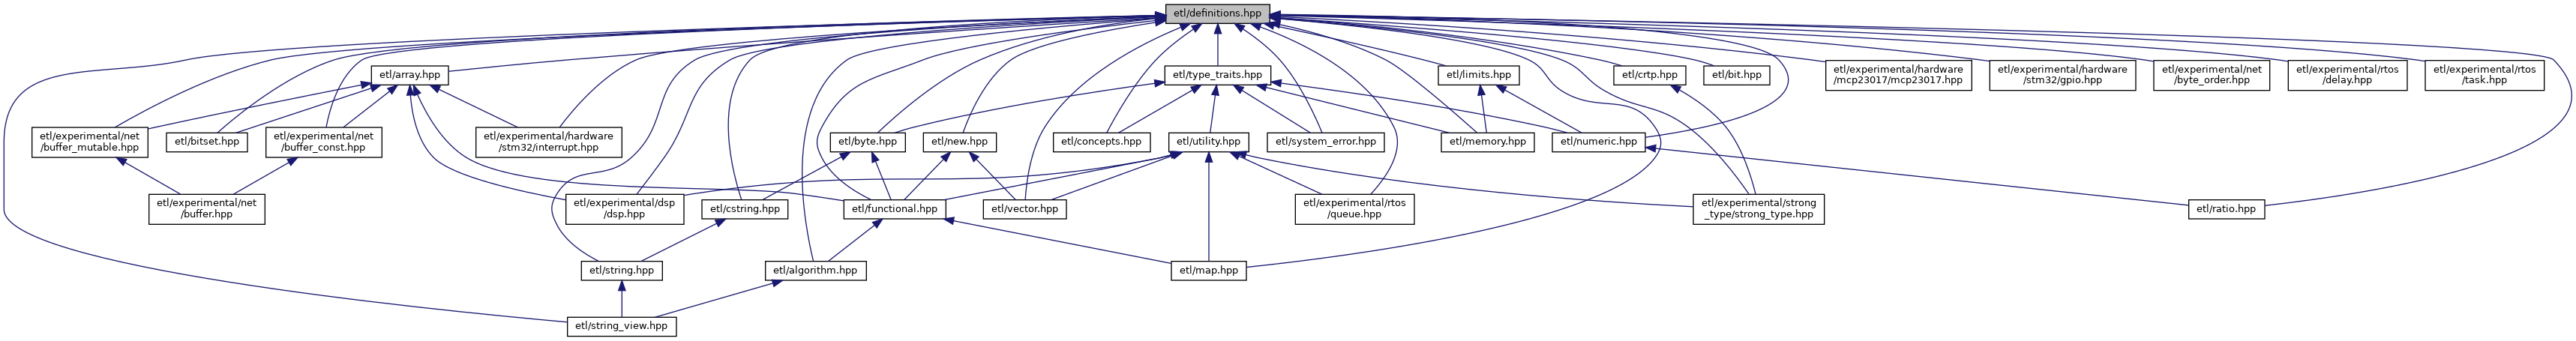 etl/definitions.hpp
etl/array.hpp
etl/type_traits.hpp
etl/limits.hpp
etl/crtp.hpp
etl/bit.hpp
etl/experimental/hardware
/mcp23017/mcp23017.hpp
etl/experimental/hardware
/stm32/gpio.hpp
etl/experimental/net
/byte_order.hpp
etl/experimental/rtos
/delay.hpp
etl/experimental/rtos
/task.hpp
etl/experimental/net
/buffer_mutable.hpp
etl/bitset.hpp
etl/experimental/net
/buffer_const.hpp
etl/experimental/hardware
/stm32/interrupt.hpp
etl/byte.hpp
etl/new.hpp
etl/concepts.hpp
etl/utility.hpp
etl/system_error.hpp
etl/memory.hpp
etl/numeric.hpp
etl/experimental/net
/buffer.hpp
etl/experimental/dsp
/dsp.hpp
etl/cstring.hpp
etl/functional.hpp
etl/vector.hpp
etl/experimental/rtos
/queue.hpp
etl/experimental/strong
_type/strong_type.hpp
etl/ratio.hpp
etl/string.hpp
etl/algorithm.hpp
etl/map.hpp
etl/string_view.hpp